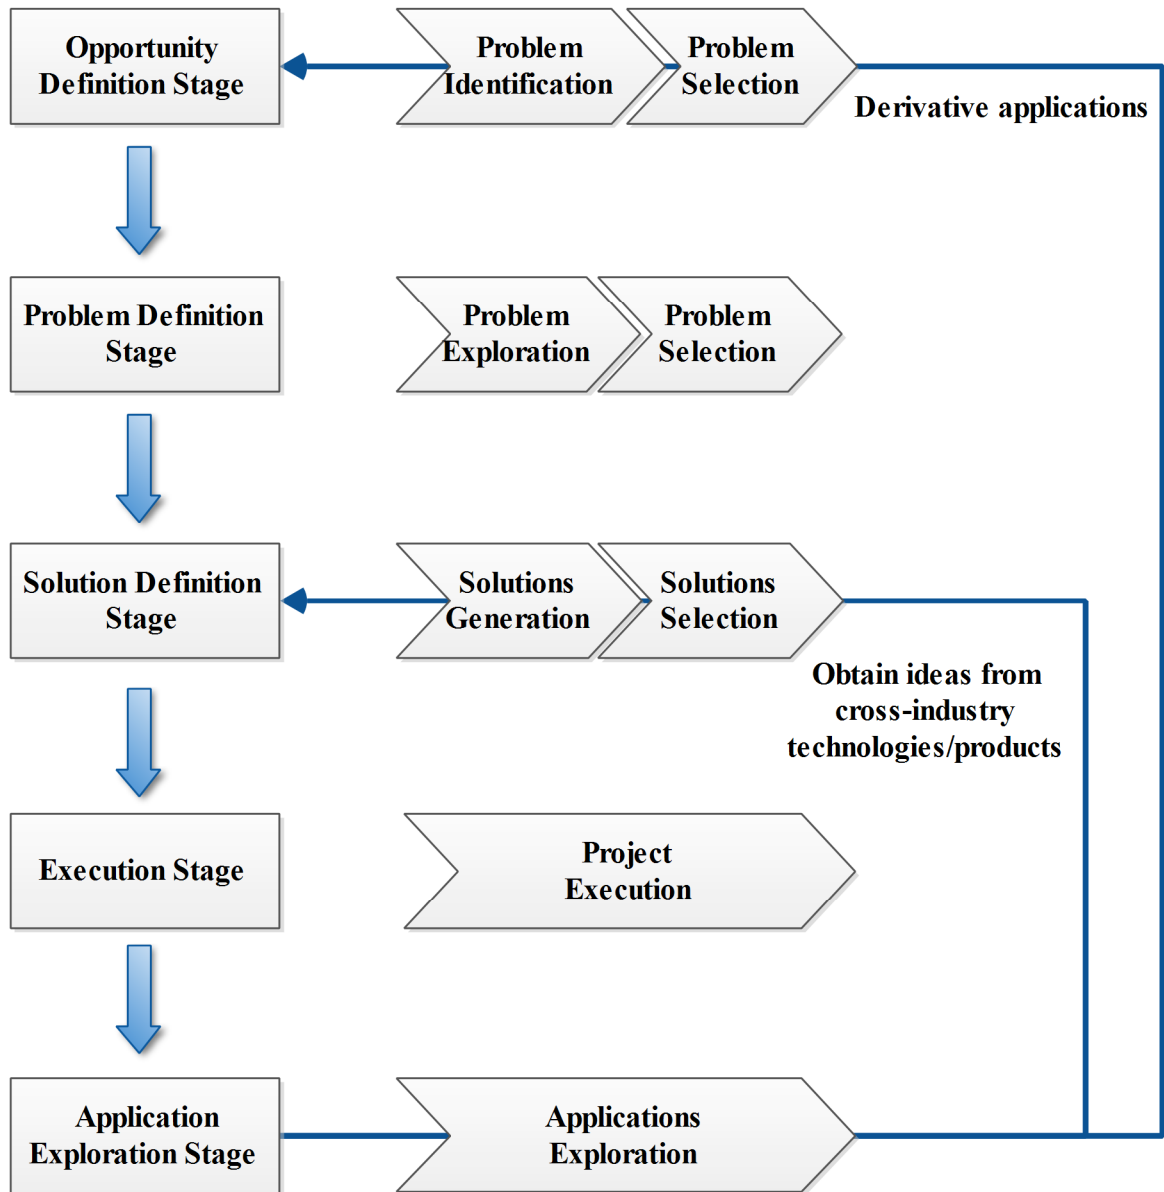 Opportunity
Definition Stage
Problem
Identification
Problem
Selection
Derivative applications
Problem Definition
Stage
Problem
Exploration
Problem
Selection
Solution Definition
Stage
Solutions
Generation
Solutions
Selection
Obtain ideas from
cross-industry
technologies/products
Execution Stage
Project
Execution
Application
Exploration Stage
Applications
Exploration